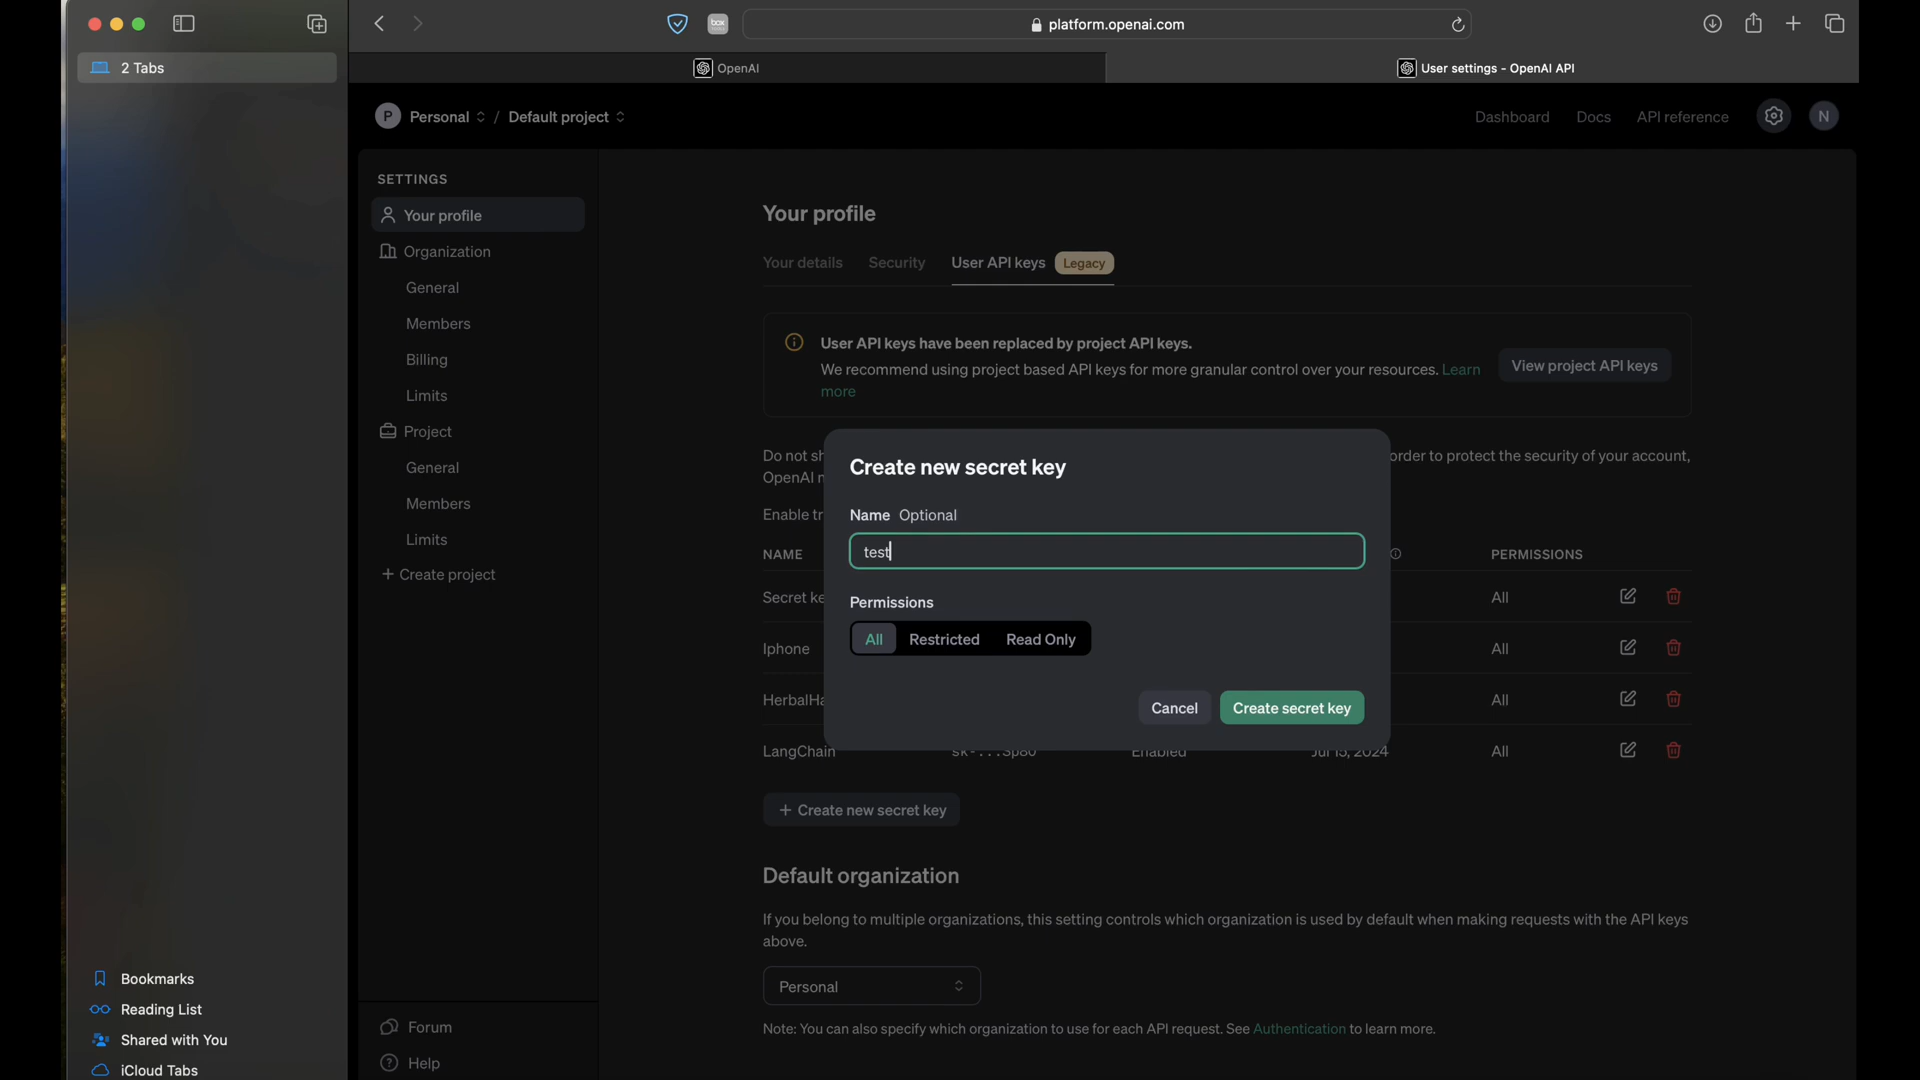 2 Tabs
box
platform.openai.com
OpenAI
User settings - OpenAI API
P Personal / Default project
Dashboard Docs API reference N
SETTINGS
Your profile
Organization
General
Members
Billing
Limits
Project
General
Members
Limits
+ Create project
Forum
Help
Bookmarks
Reading List
Shared with You
iCloud Tabs
Your profile
Your details Security User API keys Legacy
User API keys have been replaced by project API keys.
We recommend using project based API keys for more granular control over your resources. Learn
more
View project API keys
Do not order to protect the security of your account,
OpenAI
Enable
NAME PERMISSIONS
Secret All
Iphone All
All
LangChain Enabled Jul 15, 2024 All
Create new secret key
Name Optional
test
Permissions
All Restricted Read Only
Cancel Create secret key
+ Create new secret key
Default organization
If you belong to multiple organizations, this setting controls which organization is used by default when making requests with the API keys
above.
Personal
Note: You can also specify which organization to use for each API request. See Authentication to learn more.